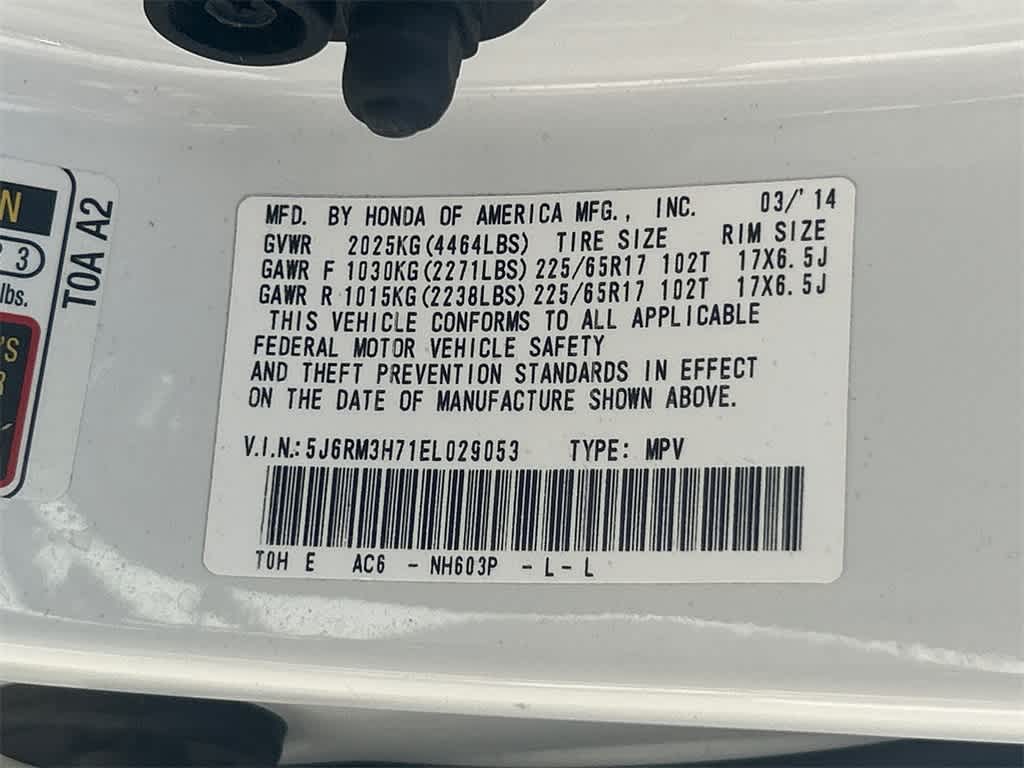 MFD. BY HONDA OF AMERICA MFG., INC. 03/'14
GVWR 2025KG(4464LBS) TIRE SIZE RIM SIZE
GAWR F 1030KG(2271LBS) 225/65R17 102T 17X6.5J
GAWR R 1015KG(2238LBS) 225/65R17 102T 17X6.5J
THIS VEHICLE CONFORMS TO ALL APPLICABLE
FEDERAL MOTOR VEHICLE SAFETY
AND THEFT PREVENTION STANDARDS IN EFFECT
ON THE DATE OF MANUFACTURE SHOWN ABOVE.
V.I.N.: 5J6RM3H71EL029053 TYPE: MPV
T0H E AC6 - NH603P - L - L
T0A A2
N
3
lbs.
'S
R